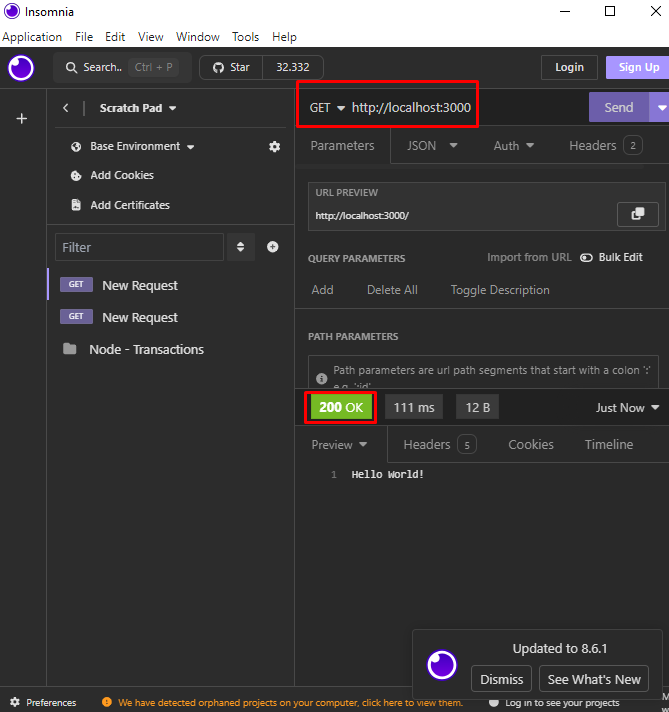 Insomnia
Application File Edit View Window Tools Help
Search.. Ctrl + P
Star 32.332
Login
Sign Up
Scratch Pad
Base Environment
Add Cookies
Add Certificates
Filter
GET New Request
GET New Request
Node - Transactions
GET http://localhost:3000
Send
Parameters JSON Auth Headers 2
URL PREVIEW
http://localhost:3000/
QUERY PARAMETERS Import from URL Bulk Edit
Add Delete All Toggle Description
PATH PARAMETERS
Path parameters are url path segments that start with a colon ':'
e.g. ':id'
200 OK 111 ms 12 B Just Now
Preview Headers 5 Cookies Timeline
1 Hello World!
Updated to 8.6.1
Dismiss See What's New
Preferences
We have detected orphaned projects on your computer, click here to view them.
Log in to see your projects